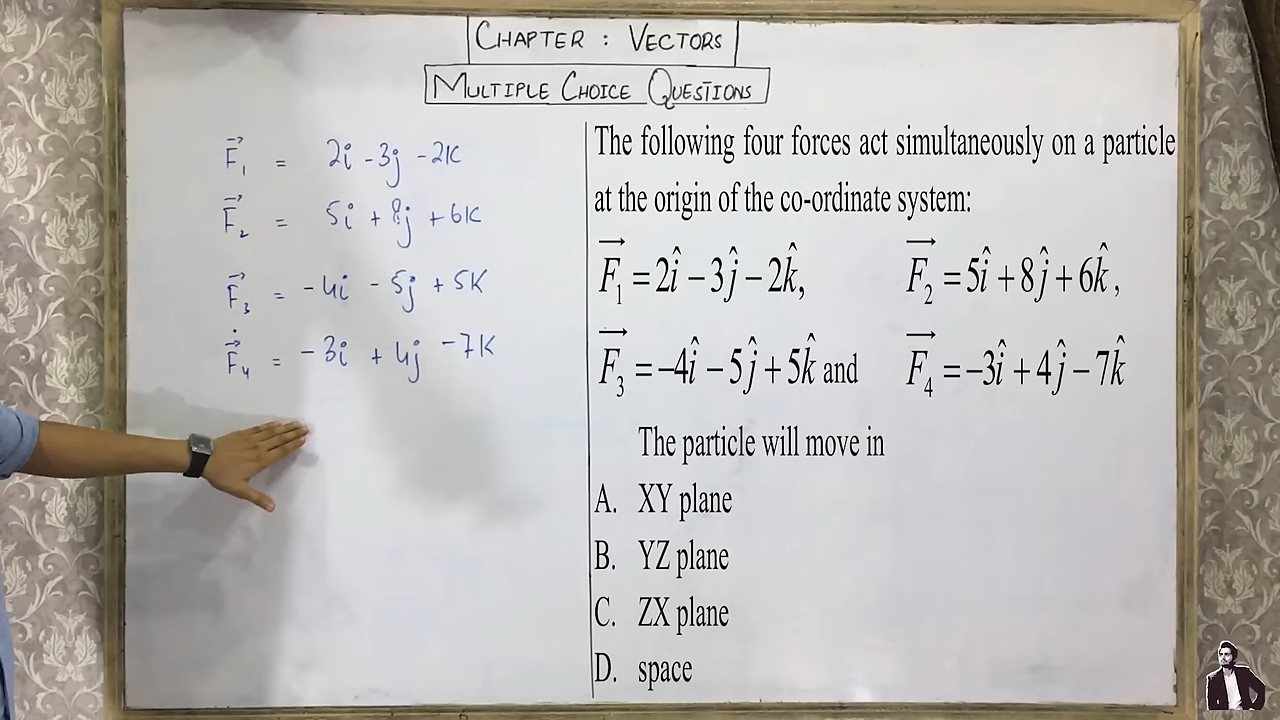 CHAPTER : VECTORS
MULTIPLE CHOICE QUESTIONS
F₁ = 2i - 3j - 2K
F₂ = 5i + 8j + 6K
F₃ = -4i - 5j + 5K
F₄ = -3i + 4j - 7K
The following four forces act simultaneously on a particle
at the origin of the co-ordinate system:
F₁ = 2î − 3ĵ − 2k̂, F₂ = 5î + 8ĵ + 6k̂,
F₃ = −4î − 5ĵ + 5k̂ and F₄ = −3î + 4ĵ − 7k̂
The particle will move in
A. XY plane
B. YZ plane
C. ZX plane
D. space